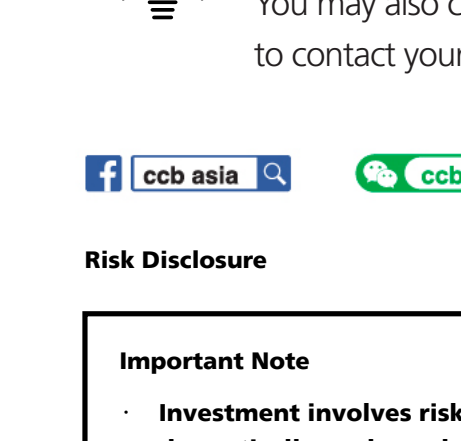 You may also
to contact your
f ccb asia ccb
Risk Disclosure
Important Note
· Investment involves risk